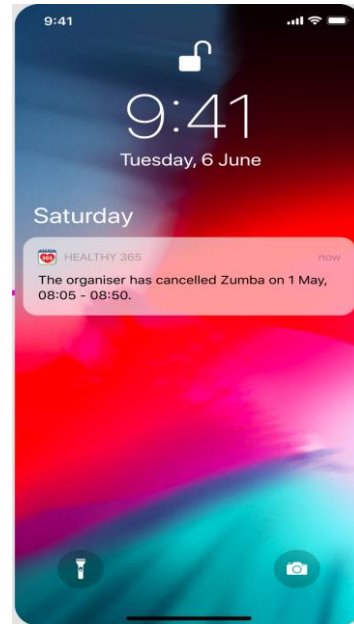 9:41
9:41
Tuesday, 6 June
Saturday
365
HEALTHY 365 now
The organiser has cancelled Zumba on 1 May,
08:05 - 08:50.